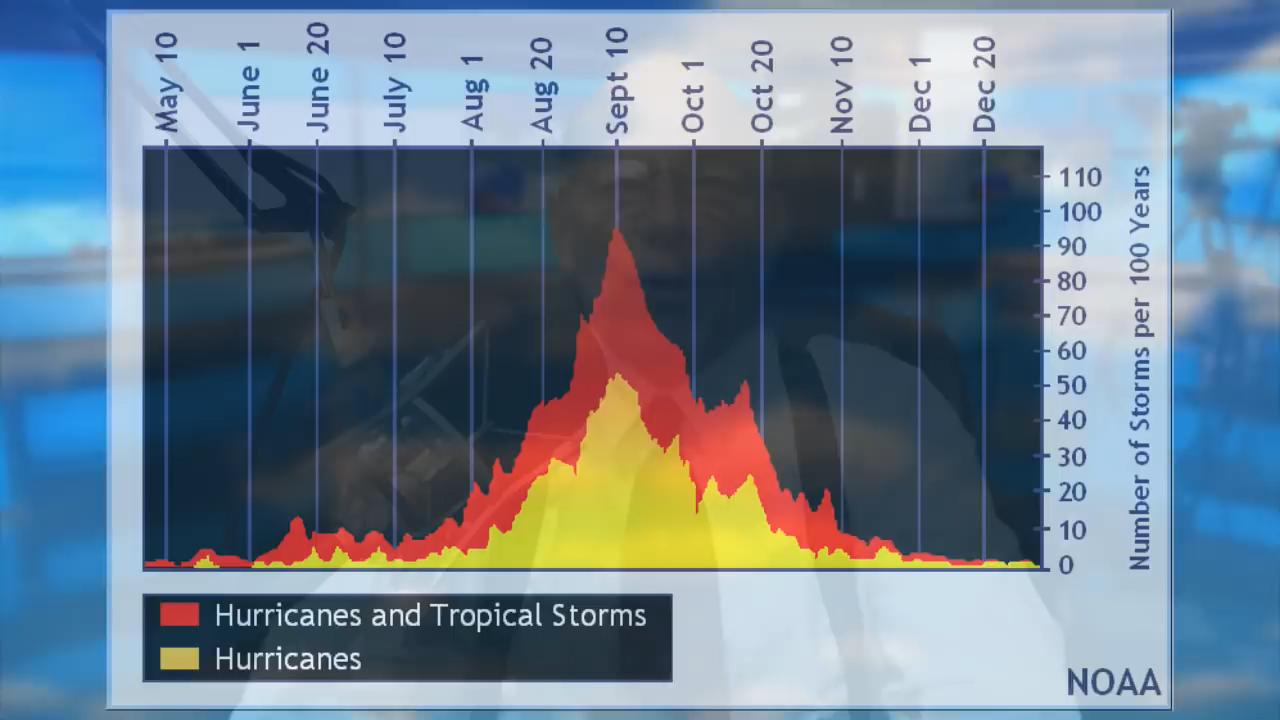 May 10
June 1
June 20
July 10
Aug 1
Aug 20
Sept 10
Oct 1
Oct 20
Nov 10
Dec 1
Dec 20
110
100
90
80
70
60
50
40
30
20
10
0
Number of Storms per 100 Years
Hurricanes and Tropical Storms
Hurricanes
NOAA